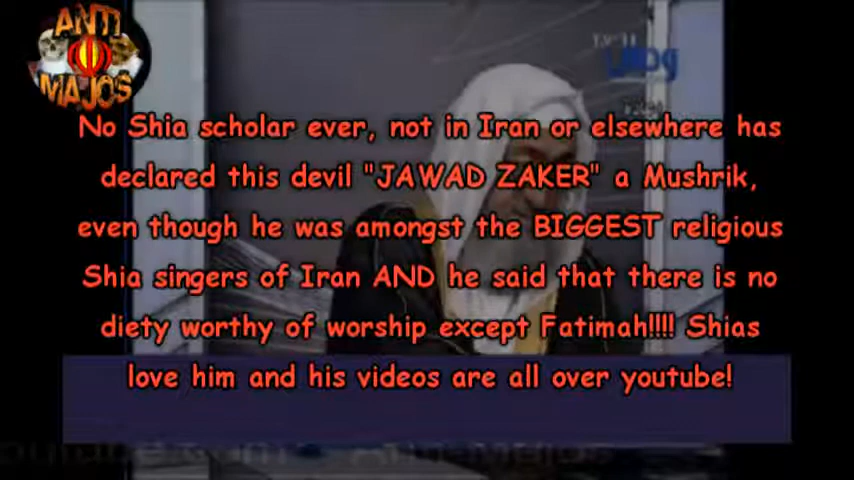 ANTI
MAJOS
No Shia scholar ever, not in Iran or elsewhere has
declared this devil "JAWAD ZAKER" a Mushrik,
even though he was amongst the BIGGEST religious
Shia singers of Iran AND he said that there is no
diety worthy of worship except Fatimah!!!! Shias
love him and his videos are all over youtube!